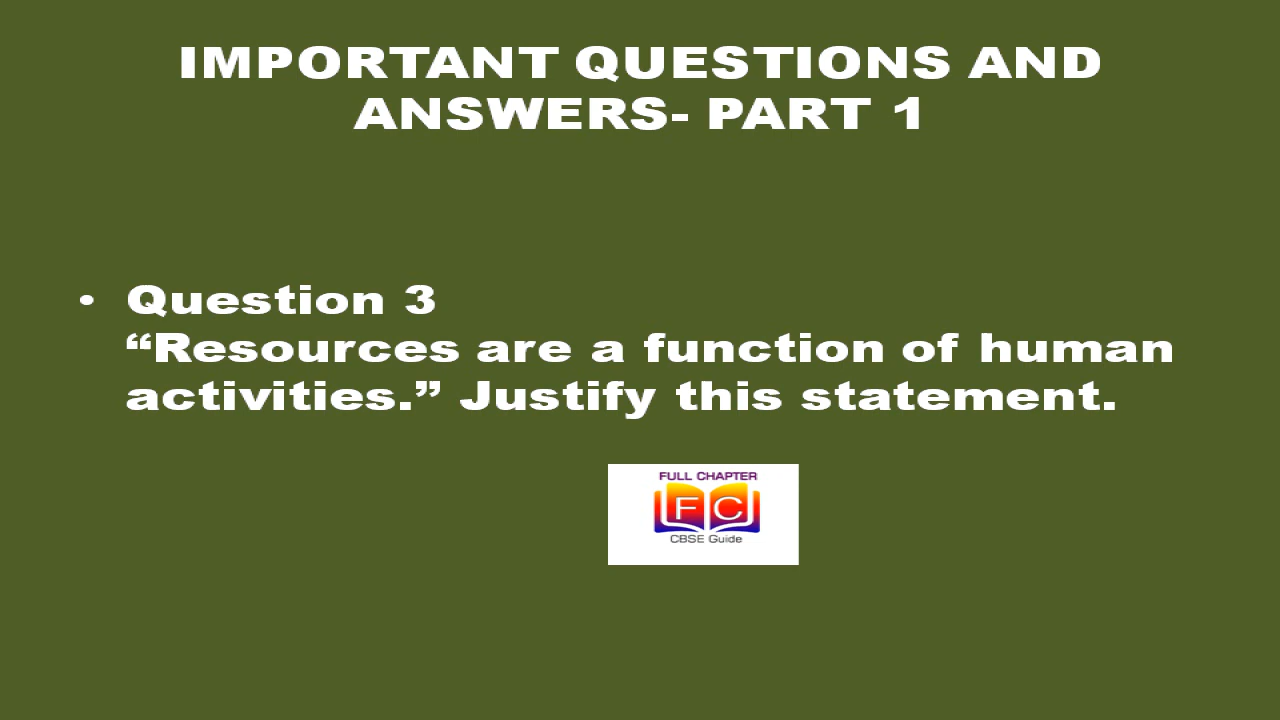 IMPORTANT QUESTIONS AND
ANSWERS- PART 1
• Question 3
“Resources are a function of human
activities.” Justify this statement.
FULL CHAPTER
FC
CBSE Guide